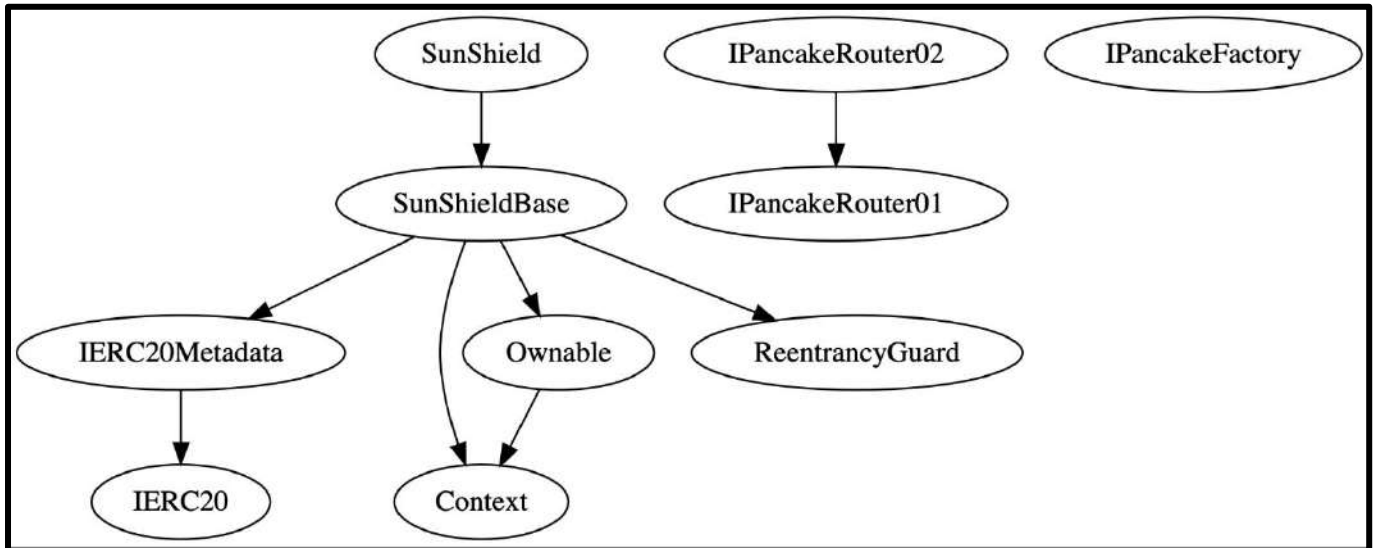 SunShield
IPancakeRouter02
IPancakeFactory
SunShieldBase
IPancakeRouter01
IERC20Metadata
Ownable
ReentrancyGuard
IERC20
Context